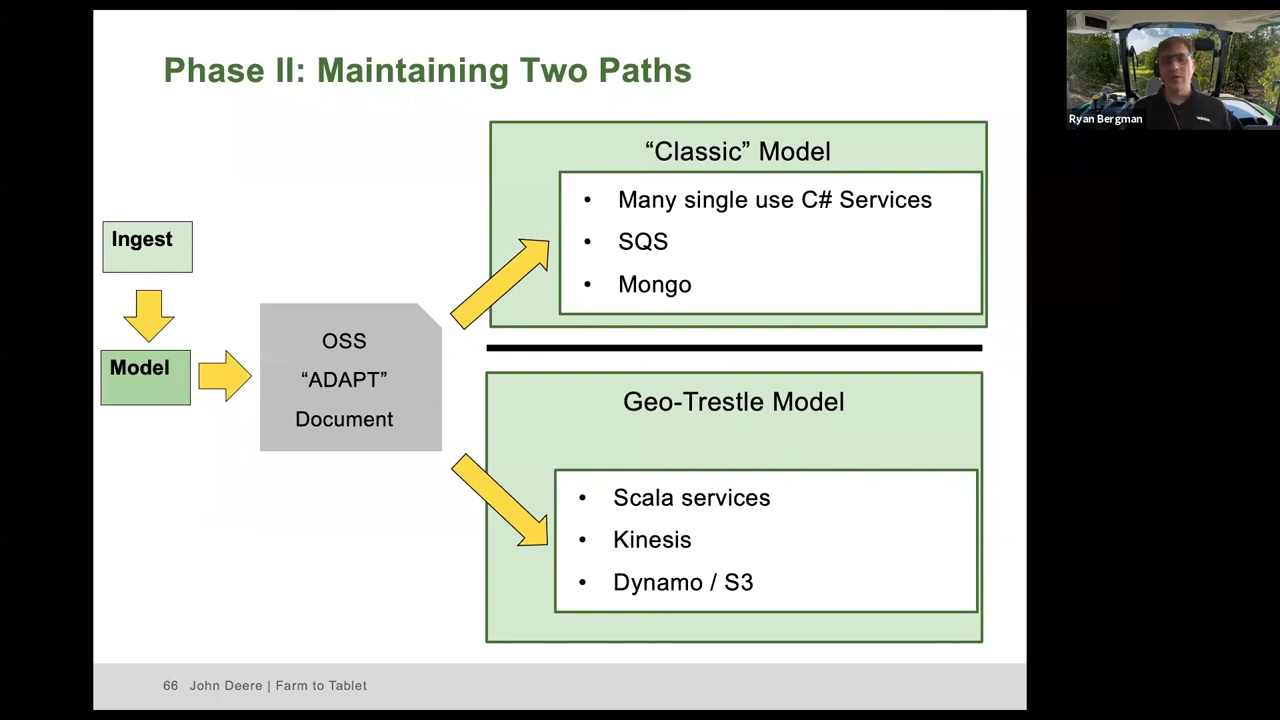 Phase II: Maintaining Two Paths
Ryan Bergman
Ingest
Model
OSS
“ADAPT”
Document
“Classic” Model
• Many single use C# Services
• SQS
• Mongo
Geo-Trestle Model
• Scala services
• Kinesis
• Dynamo / S3
66 John Deere | Farm to Tablet